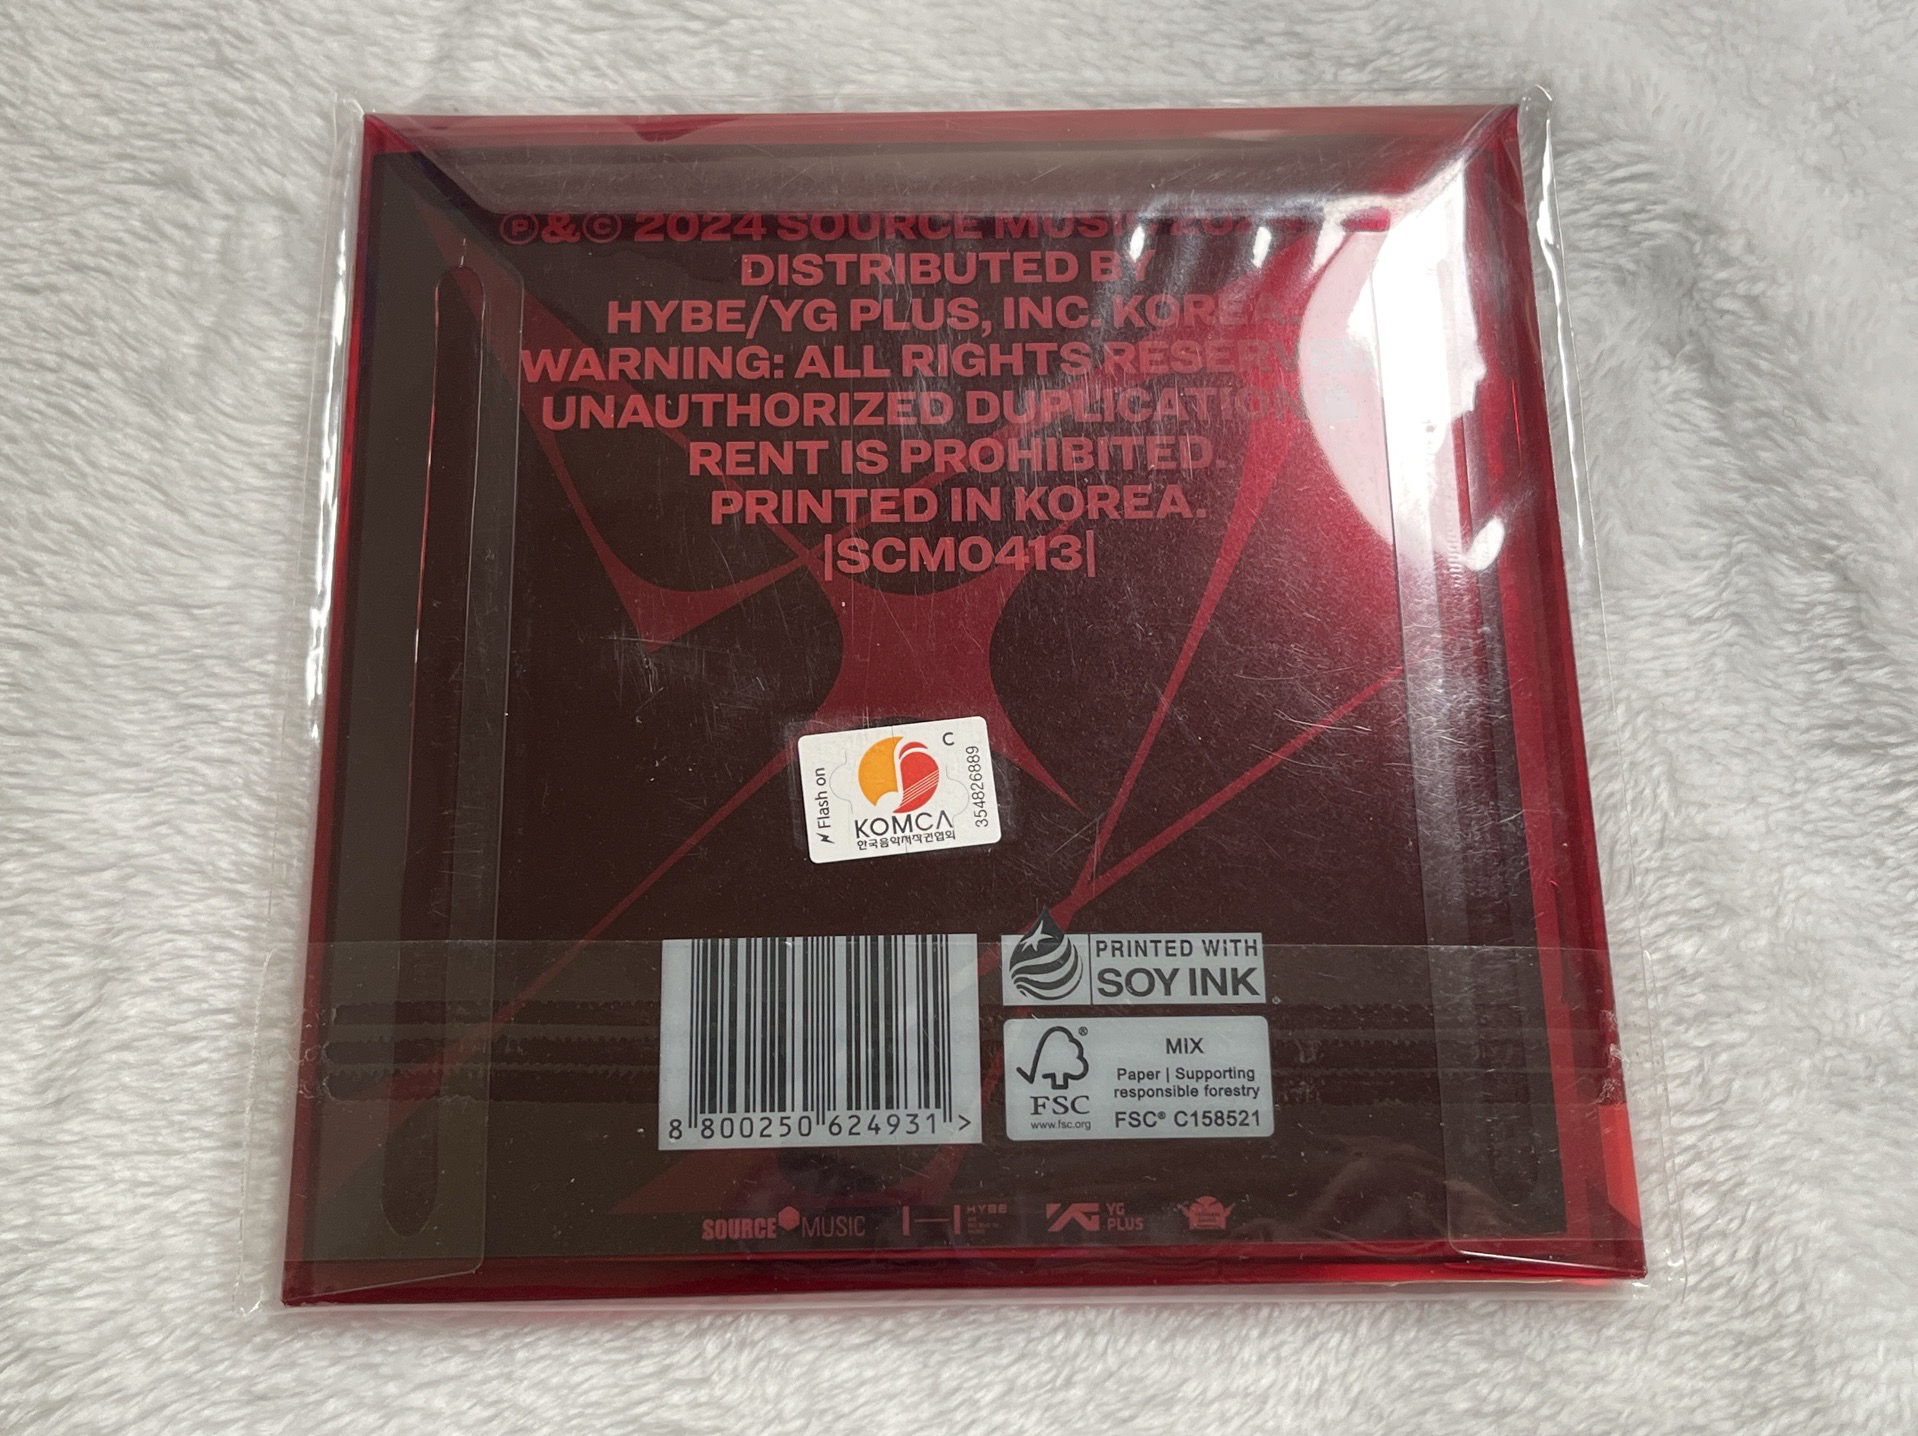 Ⓟ&© 2024 SOURCE MUSIC
DISTRIBUTED BY
HYBE/YG PLUS, INC. KOREA.
WARNING: ALL RIGHTS RESERVED
UNAUTHORIZED DUPLICATION
RENT IS PROHIBITED.
PRINTED IN KOREA.
|SCM0413|
Flash on
C
KOMCA
한국음악저작권협회
354826889
PRINTED WITH
SOY INK
8 800250 624931 >
FSC®
www.fsc.org
MIX
Paper | Supporting
responsible forestry
FSC® C158521
SOURCE MUSIC
HYBE
YG
PLUS